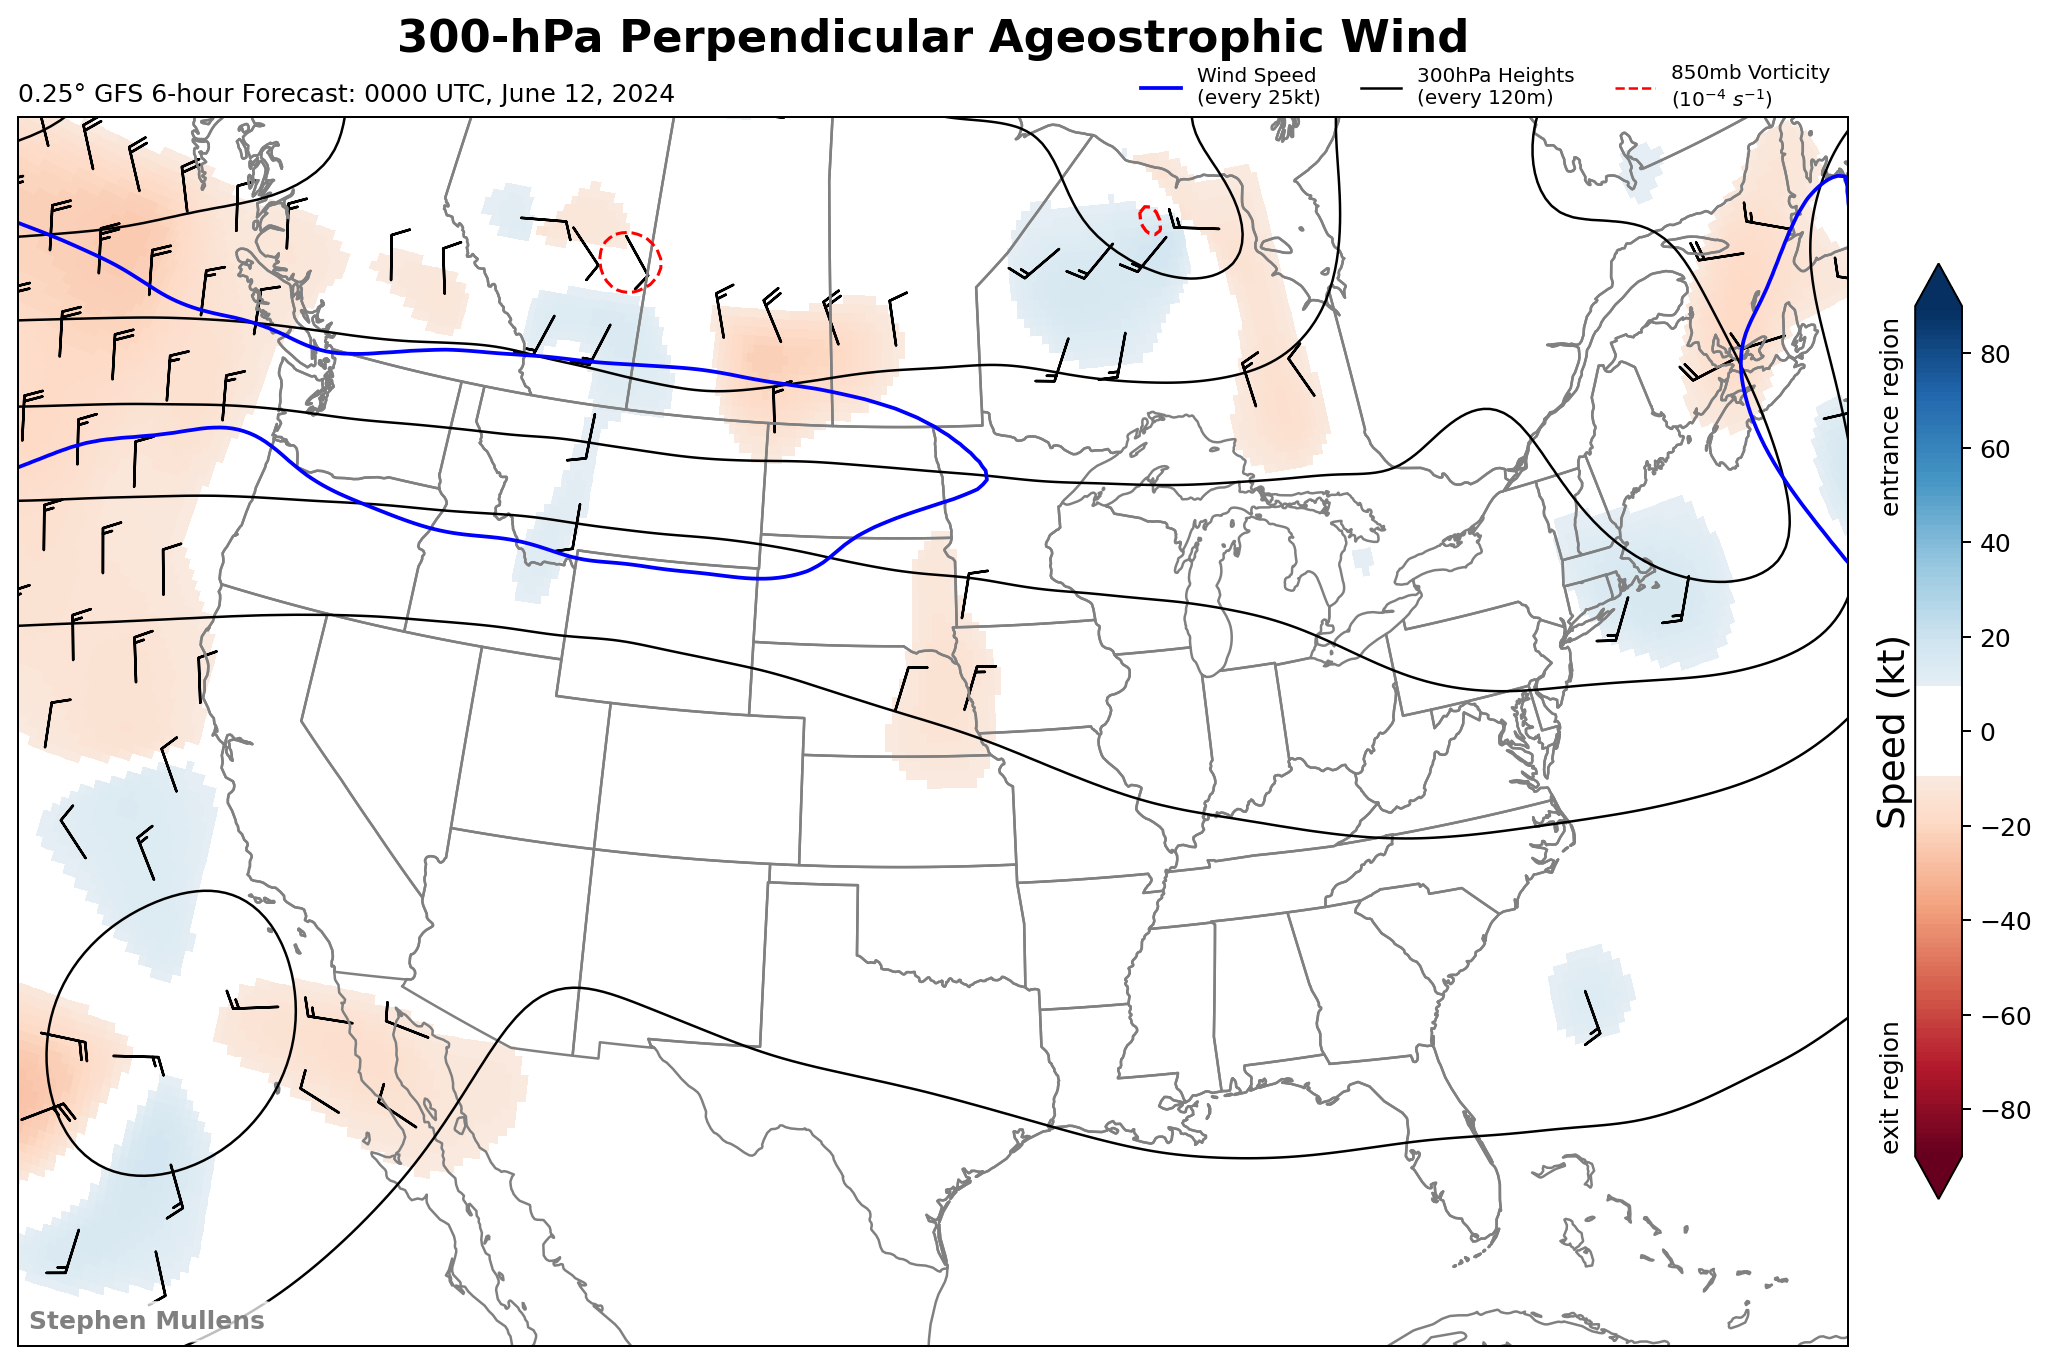 300-hPa Perpendicular Ageostrophic Wind
0.25° GFS 6-hour Forecast: 0000 UTC, June 12, 2024
Wind Speed
(every 25kt)
300hPa Heights
(every 120m)
850mb Vorticity
(10⁻⁴ s⁻¹)
entrance region
Speed (kt)
exit region
80
60
40
20
0
−20
−40
−60
−80
Stephen Mullens